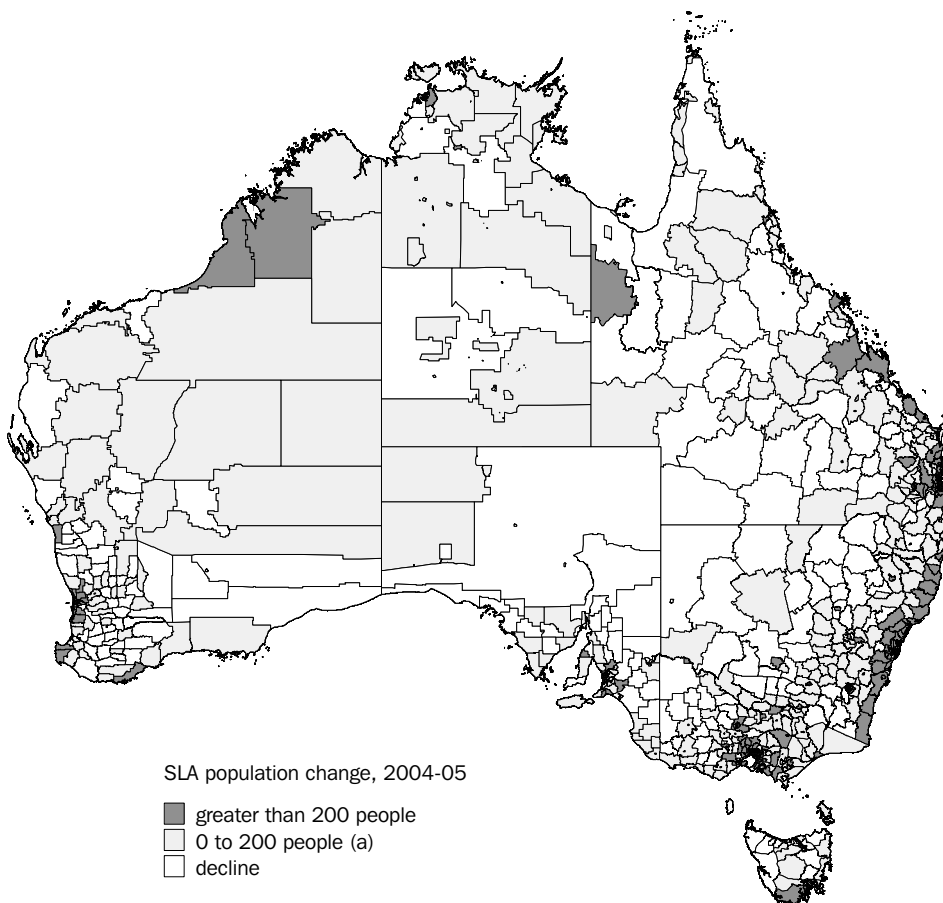 SLA population change, 2004-05
greater than 200 people
0 to 200 people (a)
decline